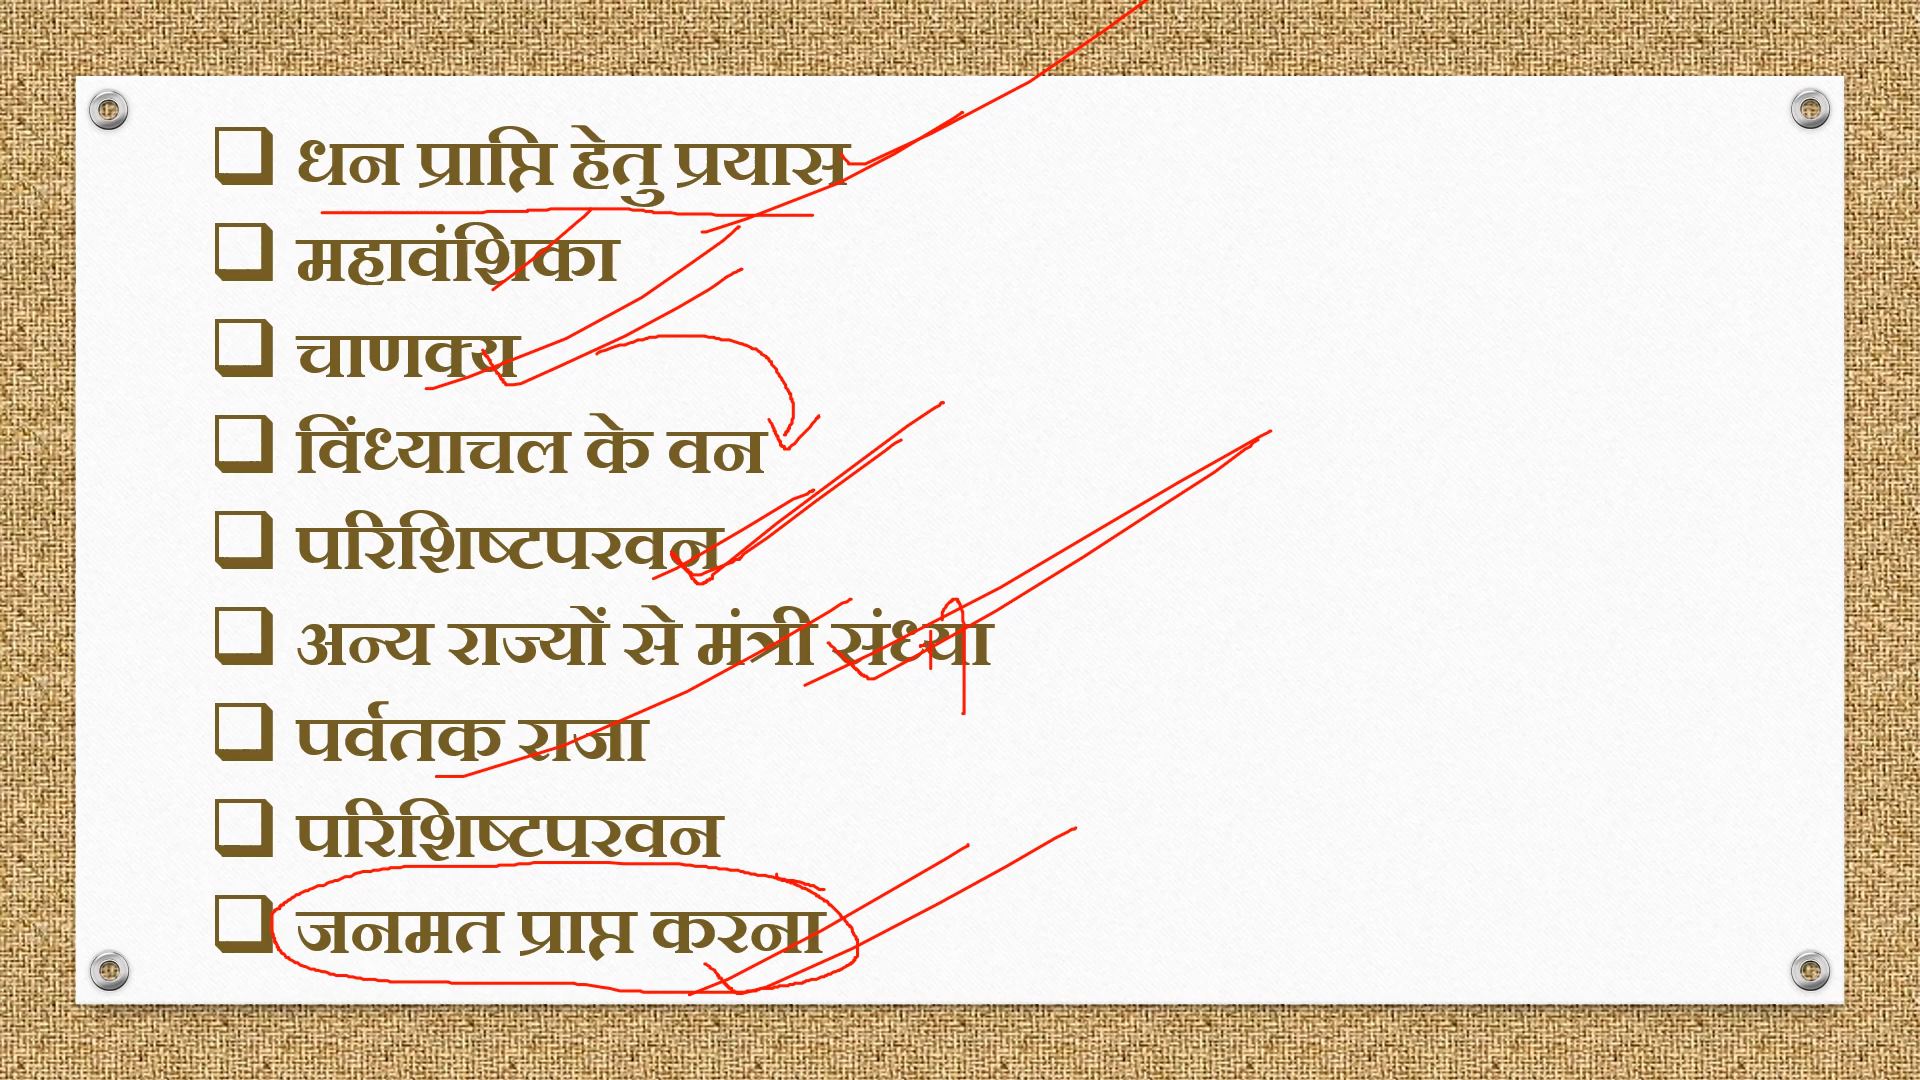 धन प्राप्ति हेतु प्रयास
महावंशिका
चाणक्य
विंध्याचल के वन
परिशिष्टपरवन
अन्य राज्यों से मंत्री संध्या
पर्वतक राजा
परिशिष्टपरवन
जनमत प्राप्त करना